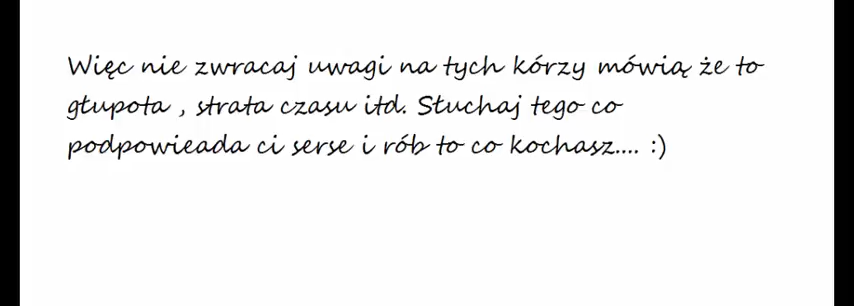 Więc nie zwracaj uwagi na tych kórzy mówią że to
głupota , strata czasu itd. Słuchaj tego co
podpowieada ci serse i rób to co kochasz.... :)